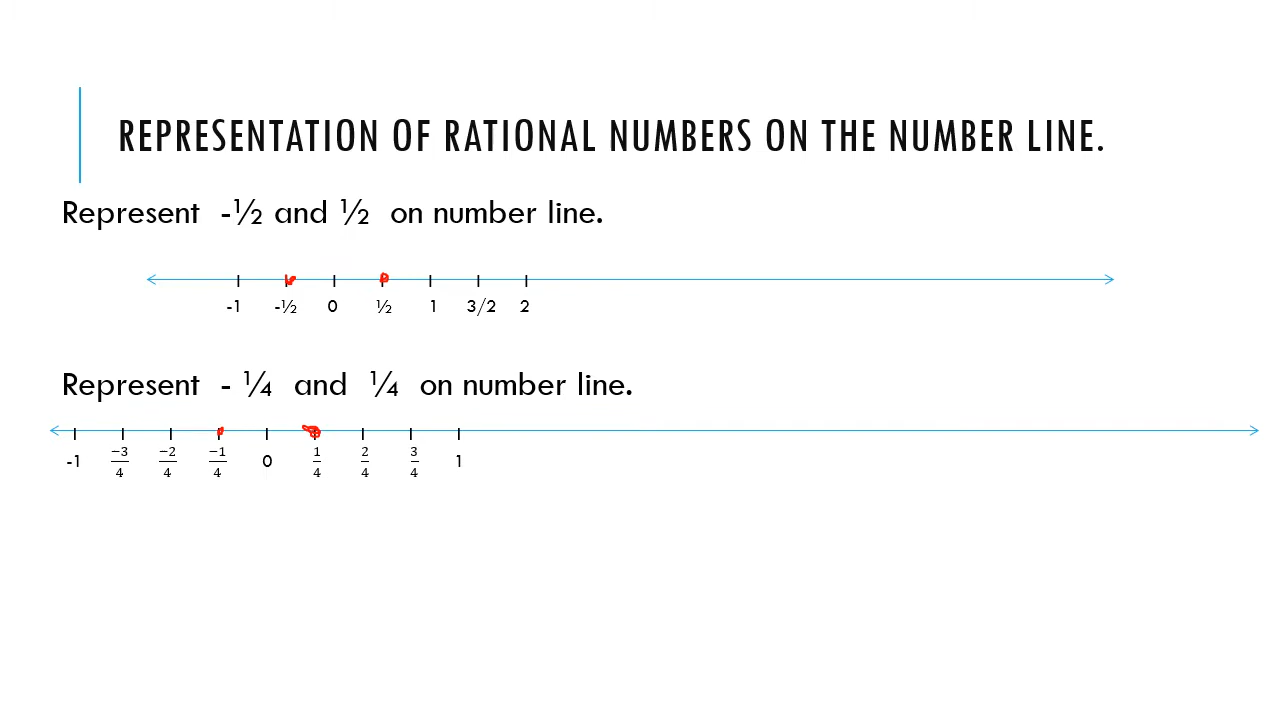 REPRESENTATION OF RATIONAL NUMBERS ON THE NUMBER LINE.
Represent -½ and ½ on number line.
-1 -½ 0 ½ 1 3/2 2
Represent - ¼ and ¼ on number line.
-1 −3/4 −2/4 −1/4 0 1/4 2/4 3/4 1